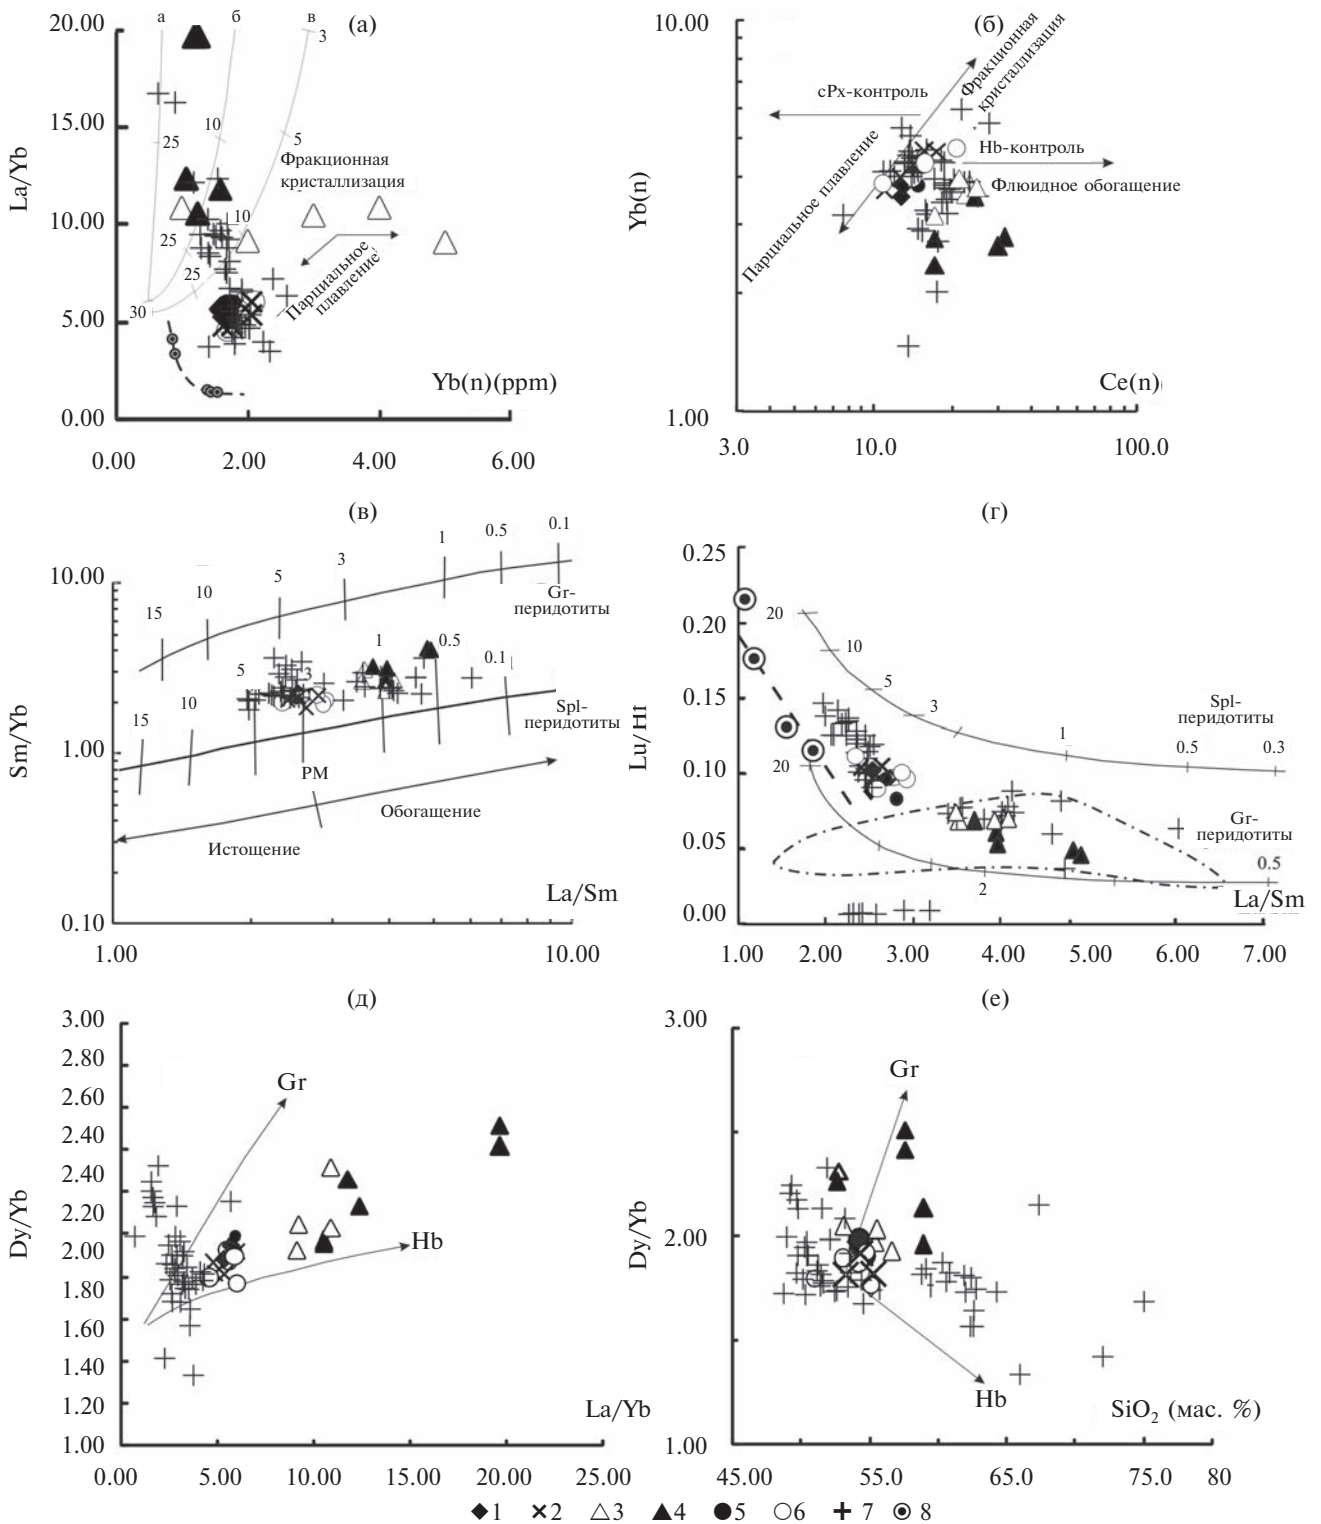 (а)
20.00
15.00
10.00
5.00
0.00
La/Yb
а
б
в
3
25
10
5
Фракционная
кристаллизация
10
25
25
30
Парциальное
плавление
Yb(n)(ppm)
0.00 2.00 4.00 6.00
(б)
10.00
1.00
Yb(n)
cPx-контроль
Фракционная
кристаллизация
Парциальное плавление
Hb-контроль
Флюидное обогащение
Ce(n)
3.0 10.0 100.0
(в)
10.00
1.00
0.10
Sm/Yb
15 10 5 3 1 0.5 0.1
Gr-
перидотиты
15 10 5 3 1 0.5 0.1
Spl-
перидотиты
PM
Обогащение
Истощение
La/Sm
1.00 10.00
(г)
0.25
0.20
0.15
0.10
0.05
0.00
Lu/Hf
20
10
5
3
1
0.5 0.3
Spl-
перидотиты
20
2
Gr-
перидотиты
0.5
La/Sm
1.00 2.00 3.00 4.00 5.00 6.00 7.00
(д)
3.00
2.80
2.60
2.40
2.40
2.20
2.00
1.80
1.60
1.40
1.20
1.00
Dy/Yb
Gr
Hb
La/Yb
0.00 5.00 10.00 15.00 20.00 25.00
(е)
3.00
2.00
1.00
Dy/Yb
Gr
Hb
SiO₂ (мас. %)
45.00 55.0 65.0 75.0 80
1 2 3 4 5 6 7 8